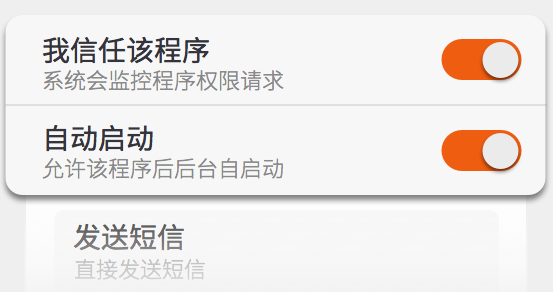 我信任该程序
系统会监控程序权限请求
自动启动
允许该程序后后台自启动
发送短信
直接发送短信